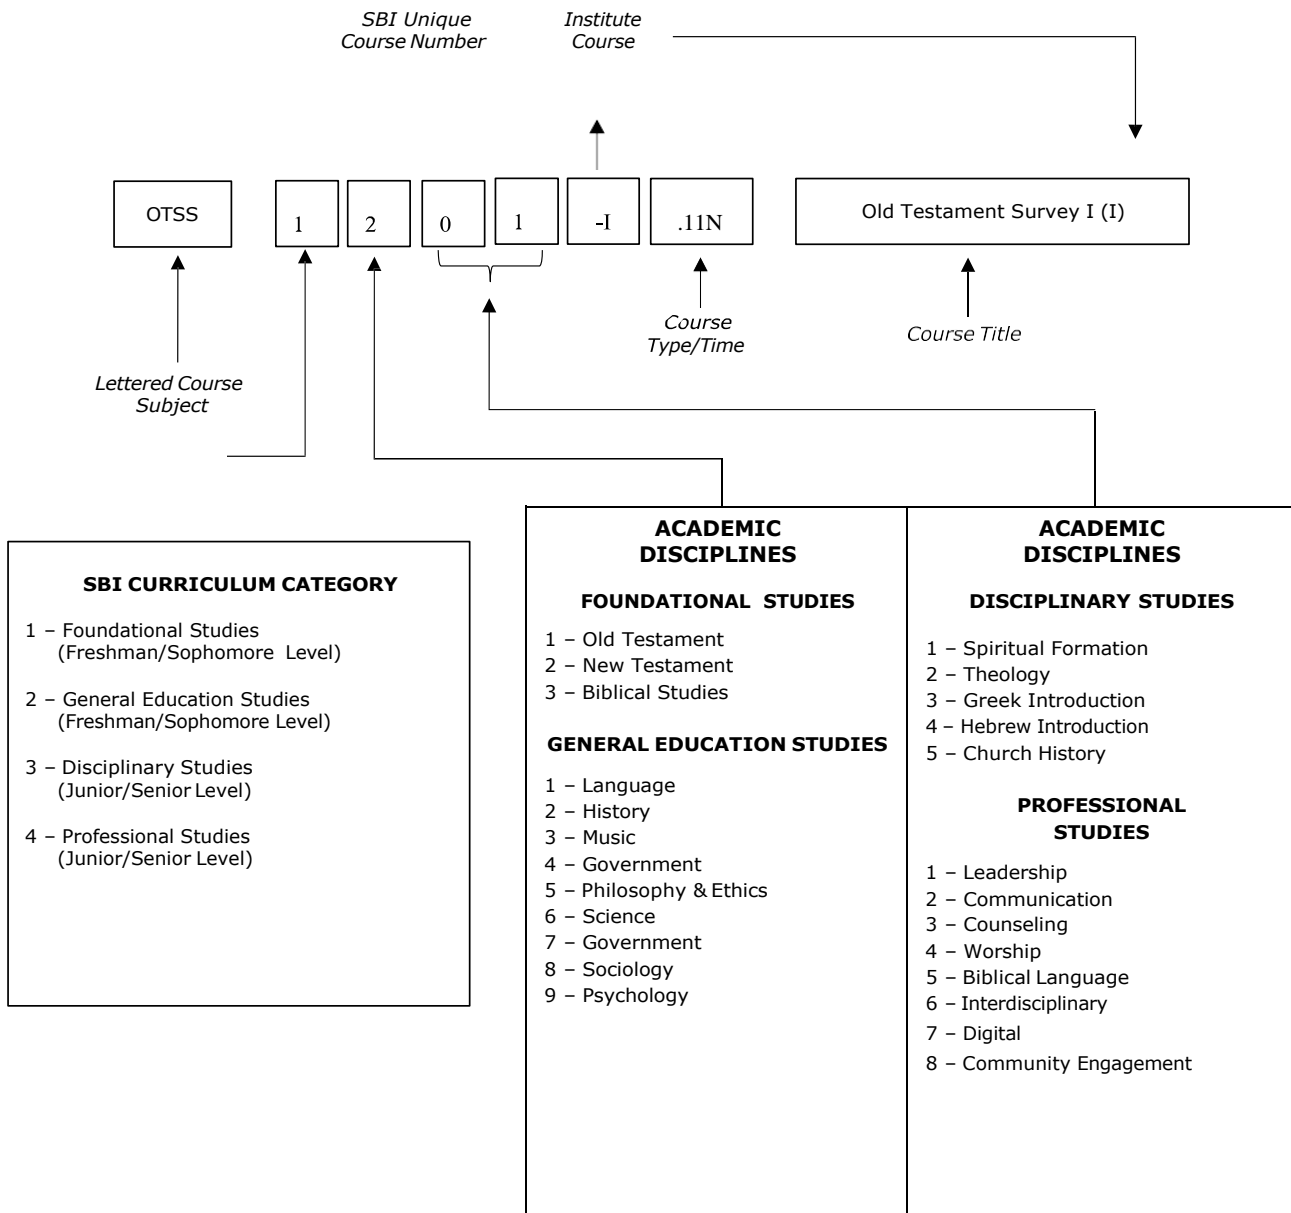 SBI Unique
Course Number
Institute
Course
OTSS
1
2
0
1
-I
.11N
Old Testament Survey I (I)
Course
Type/Time
Course Title
Lettered Course
Subject
SBI CURRICULUM CATEGORY
1 – Foundational Studies
(Freshman/Sophomore Level)
2 – General Education Studies
(Freshman/Sophomore Level)
3 – Disciplinary Studies
(Junior/Senior Level)
4 – Professional Studies
(Junior/Senior Level)
ACADEMIC
DISCIPLINES
FOUNDATIONAL STUDIES
1 – Old Testament
2 – New Testament
3 – Biblical Studies
GENERAL EDUCATION STUDIES
1 – Language
2 – History
3 – Music
4 – Government
5 – Philosophy & Ethics
6 – Science
7 – Government
8 – Sociology
9 – Psychology
ACADEMIC
DISCIPLINES
DISCIPLINARY STUDIES
1 – Spiritual Formation
2 – Theology
3 – Greek Introduction
4 – Hebrew Introduction
5 – Church History
PROFESSIONAL
STUDIES
1 – Leadership
2 – Communication
3 – Counseling
4 – Worship
5 – Biblical Language
6 – Interdisciplinary
7 – Digital
8 – Community Engagement